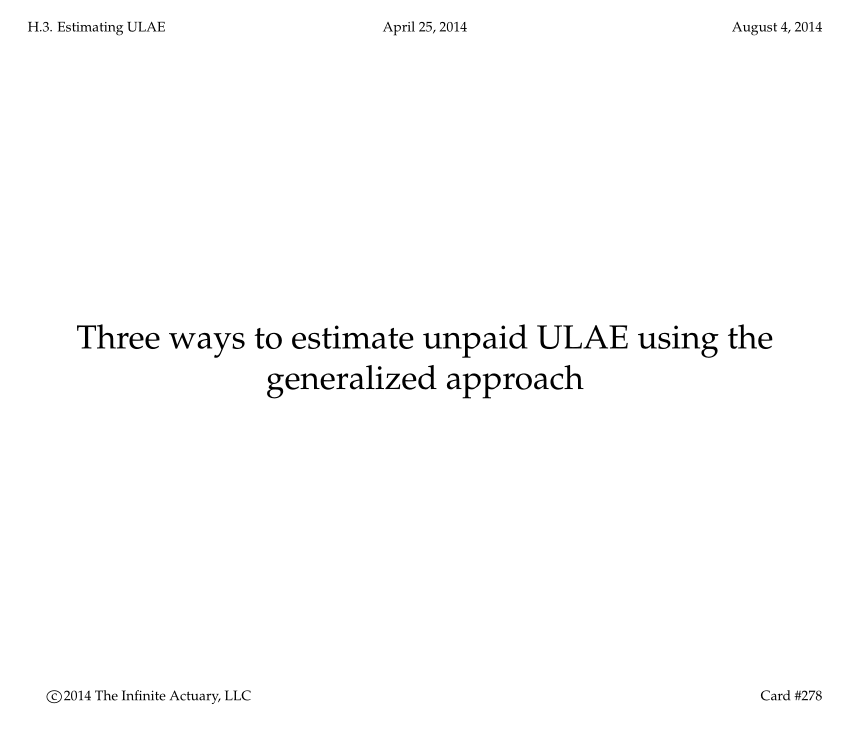 H.3. Estimating ULAE April 25, 2014 August 4, 2014
Three ways to estimate unpaid ULAE using the
generalized approach
©2014 The Infinite Actuary, LLC Card #278